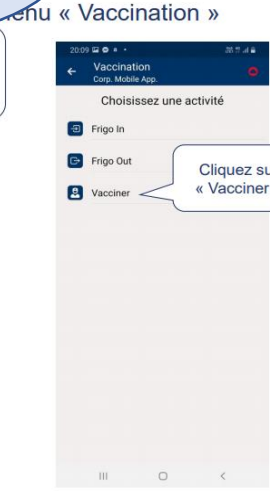 enu « Vaccination »
20:09
Vaccination
Corp. Mobile App.
Choisissez une activité
Frigo In
Frigo Out
Cliquez su
« Vacciner
Vacciner